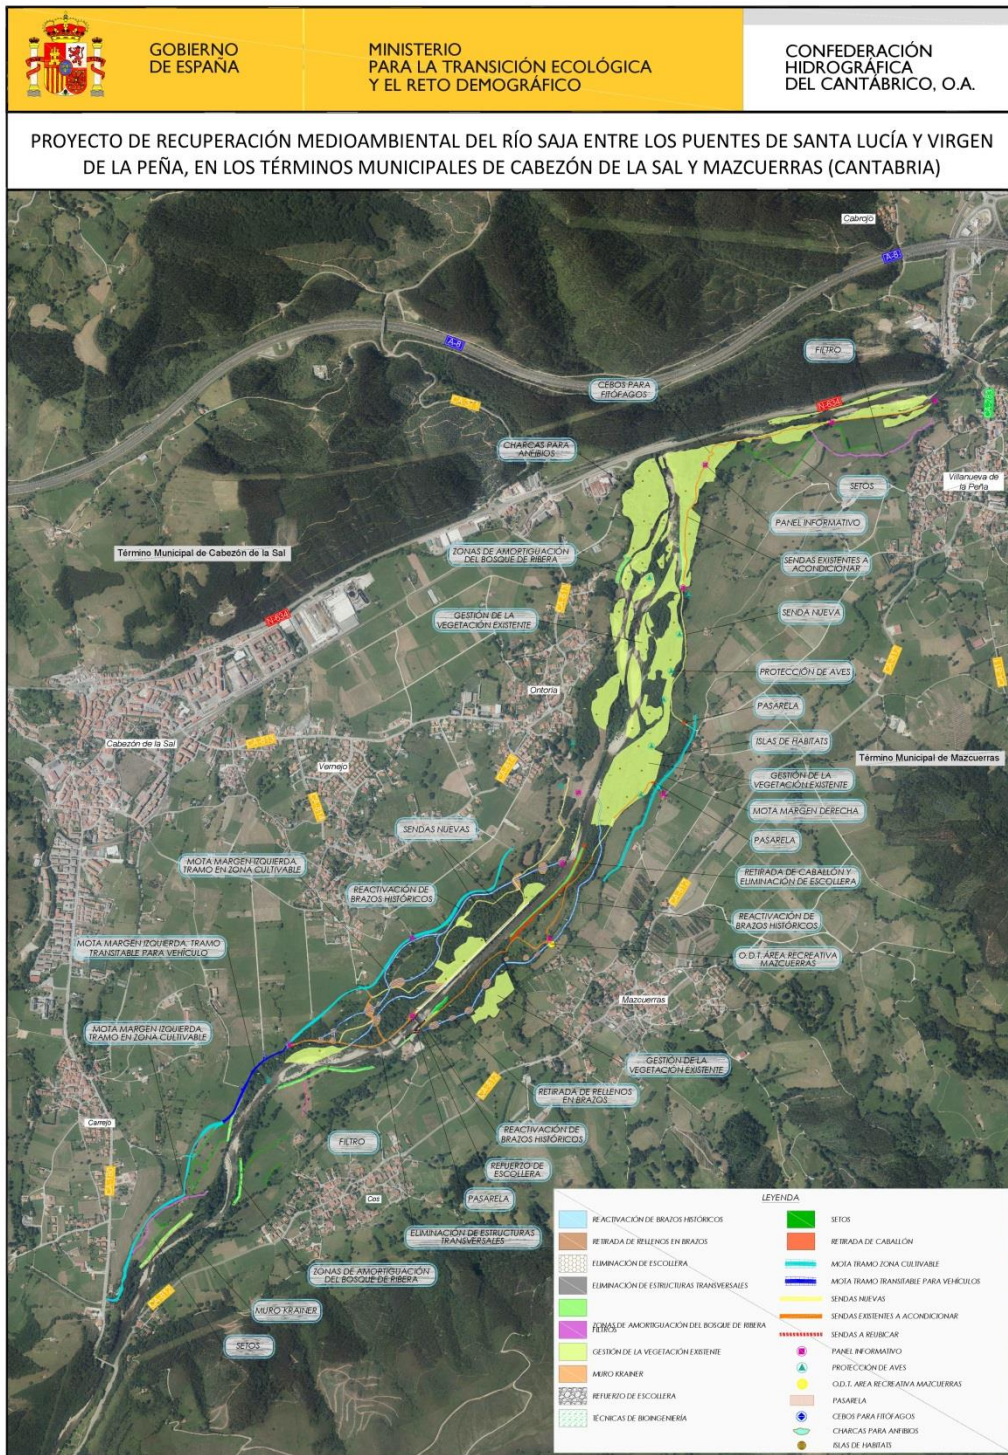 GOBIERNO
DE ESPAÑA
MINISTERIO
PARA LA TRANSICIÓN ECOLÓGICA
Y EL RETO DEMOGRÁFICO
CONFEDERACIÓN
HIDROGRÁFICA
DEL CANTÁBRICO, O.A.
PROYECTO DE RECUPERACIÓN MEDIOAMBIENTAL DEL RÍO SAJA ENTRE LOS PUENTES DE SANTA LUCÍA Y VIRGEN
DE LA PEÑA, EN LOS TÉRMINOS MUNICIPALES DE CABEZÓN DE LA SAL Y MAZCUERRAS (CANTABRIA)
Cabrojo
A-8
A-8
FILTRO
CEBOS PARA
FITÓFAGOS
N-634
CHARCAS PARA
ANFIBIOS
Villanueva de
la Peña
SETOS
PANEL INFORMATIVO
Término Municipal de Cabezón de la Sal
ZONAS DE AMORTIGUACIÓN
DEL BOSQUE DE RIBERA
SENDAS EXISTENTES A
ACONDICIONAR
N-634
GESTIÓN DE LA
VEGETACIÓN EXISTENTE
SENDA NUEVA
PROTECCIÓN DE AVES
Ontoria
PASARELA
Cabezón de la Sal
ISLAS DE HABITATS
Término Municipal de Mazcuerras
Vernejo
GESTIÓN DE LA
VEGETACIÓN EXISTENTE
MOTA MARGEN DERECHA
SENDAS NUEVAS
PASARELA
MOTA MARGEN IZQUIERDA.
TRAMO EN ZONA CULTIVABLE
RETIRADA DE CABALLÓN Y
ELIMINACIÓN DE ESCOLLERA
REACTIVACIÓN DE
BRAZOS HISTÓRICOS
REACTIVACIÓN DE
BRAZOS HISTÓRICOS
MOTA MARGEN IZQUIERDA. TRAMO
TRANSITABLE PARA VEHÍCULO
O.D.T. ÁREA RECREATIVA
MAZCUERRAS
Mazcuerras
MOTA MARGEN IZQUIERDA.
TRAMO EN ZONA CULTIVABLE
GESTIÓN DE LA
VEGETACIÓN EXISTENTE
RETIRADA DE RELLENOS
EN BRAZOS
Carrejo
REACTIVACIÓN DE
BRAZOS HISTÓRICOS
FILTRO
REFUERZO DE
ESCOLLERA
Cos
PASARELA
ELIMINACIÓN DE ESTRUCTURAS
TRANSVERSALES
ZONAS DE AMORTIGUACIÓN
DEL BOSQUE DE RIBERA
MURO KRAINER
SETOS
LEYENDA
REACTIVACIÓN DE BRAZOS HISTÓRICOS
RETIRADA DE RELLENOS EN BRAZOS
ELIMINACIÓN DE ESCOLLERA
ELIMINACIÓN DE ESTRUCTURAS TRANSVERSALES
ZONAS DE AMORTIGUACIÓN DEL BOSQUE DE RIBERA
FILTROS
GESTIÓN DE LA VEGETACIÓN EXISTENTE
MURO KRAINER
REFUERZO DE ESCOLLERA
TÉCNICAS DE BIOINGENIERÍA
SETOS
RETIRADA DE CABALLÓN
MOTA TRAMO ZONA CULTIVABLE
MOTA TRAMO TRANSITABLE PARA VEHÍCULOS
SENDAS NUEVAS
SENDAS EXISTENTES A ACONDICIONAR
SENDAS A REUBICAR
PANEL INFORMATIVO
PROTECCIÓN DE AVES
O.D.T. AREA RECREATIVA MAZCUERRAS
PASARELA
CEBOS PARA FITÓFAGOS
CHARCAS PARA ANFIBIOS
ISLAS DE HABITATS